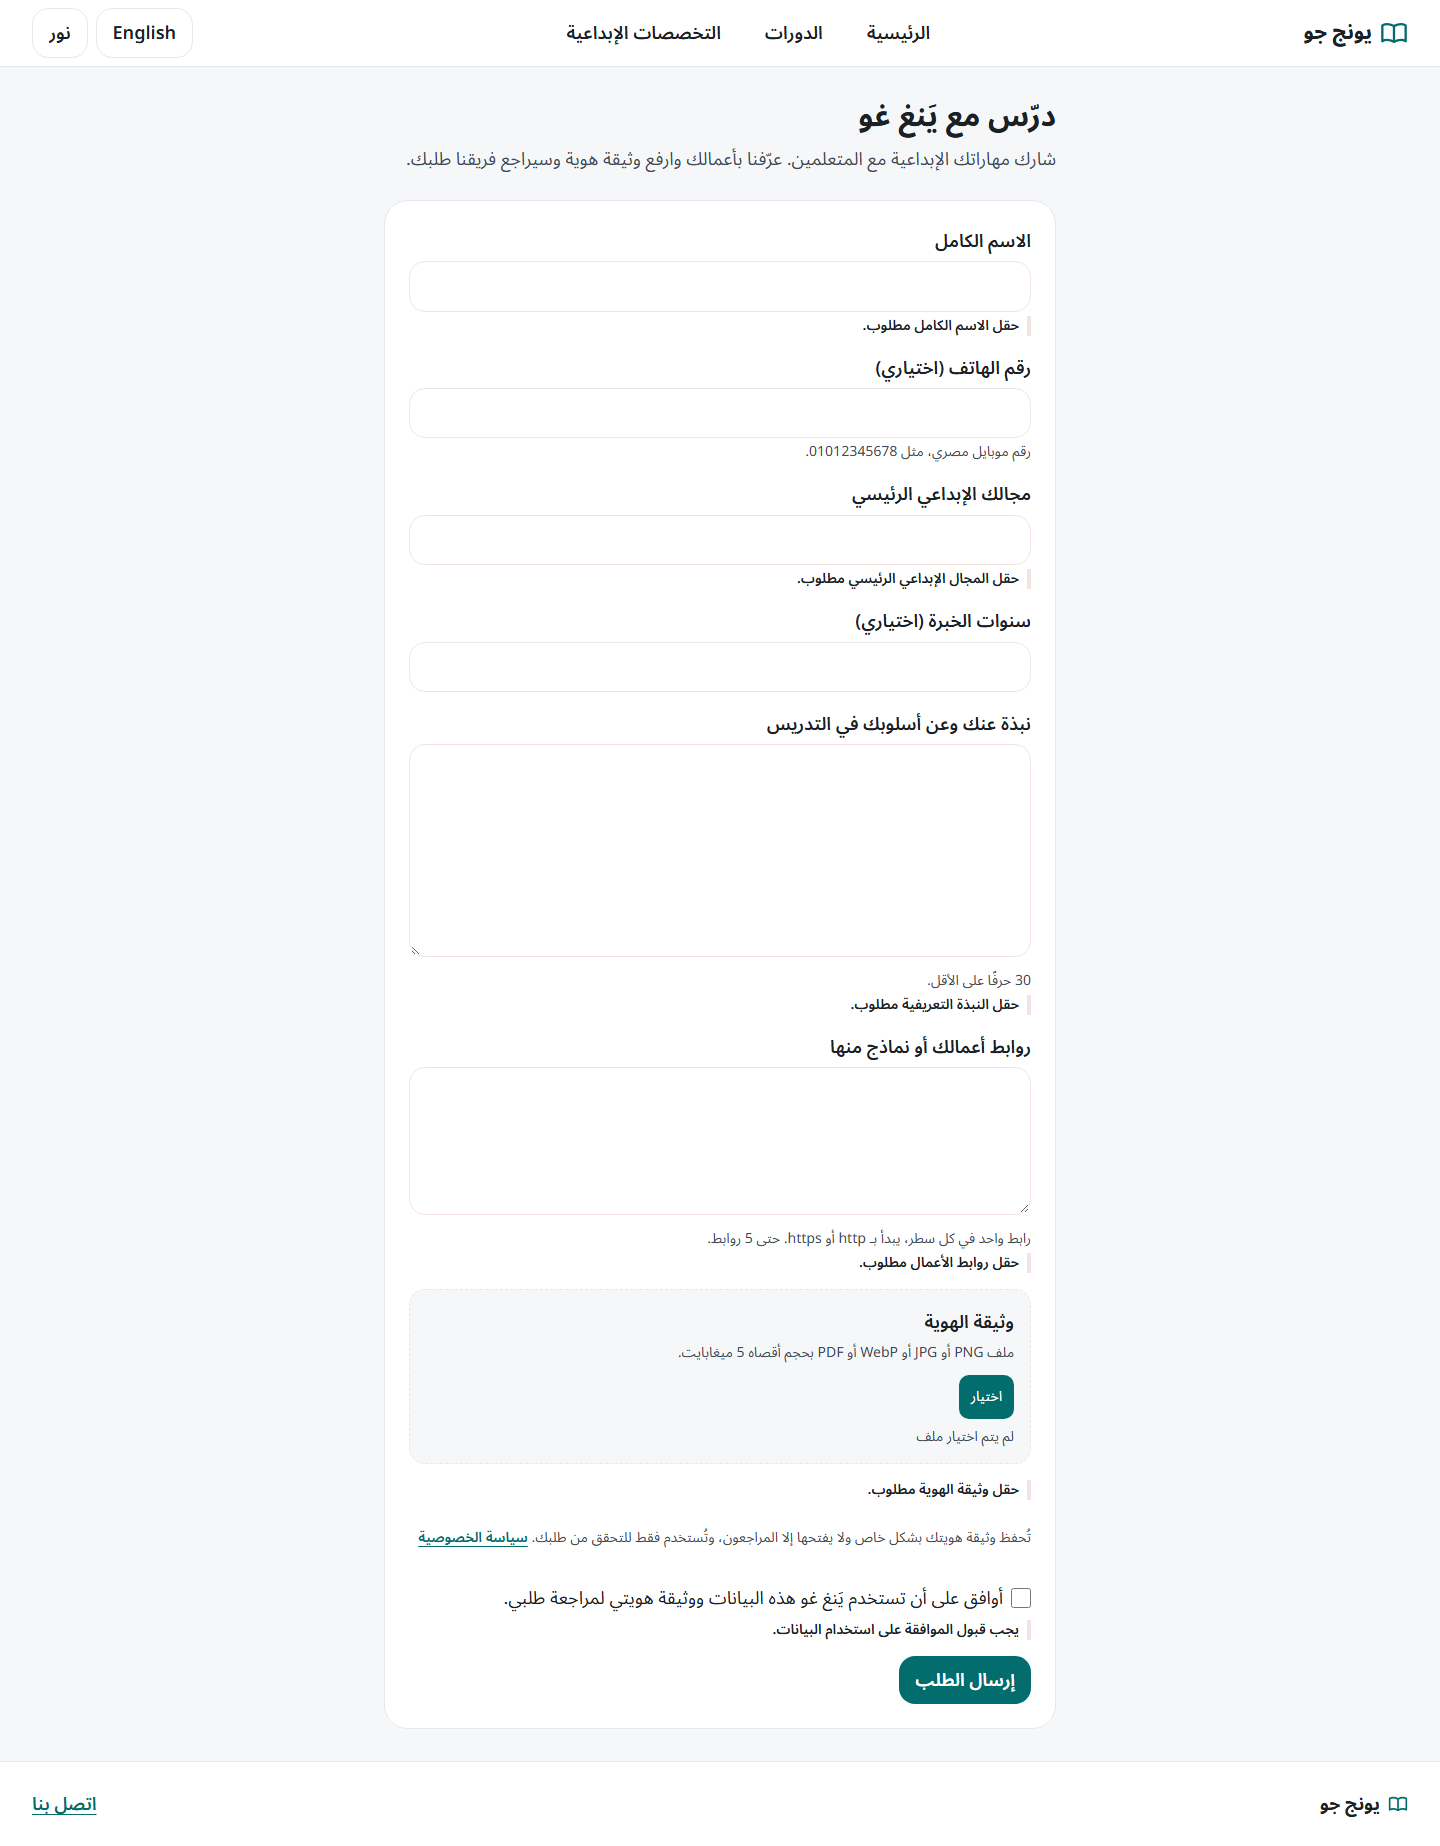 يونج جو
الرئيسية
الدورات
التخصصات الإبداعية
English
نور
درّس مع يَنغ غو
شارك مهاراتك الإبداعية مع المتعلمين. عرّفنا بأعمالك وارفع وثيقة هوية وسيراجع فريقنا طلبك.
الاسم الكامل
حقل الاسم الكامل مطلوب.
رقم الهاتف (اختياري)
رقم موبايل مصري، مثل 01012345678.
مجالك الإبداعي الرئيسي
حقل المجال الإبداعي الرئيسي مطلوب.
سنوات الخبرة (اختياري)
نبذة عنك وعن أسلوبك في التدريس
30 حرفًا على الأقل.
حقل النبذة التعريفية مطلوب.
روابط أعمالك أو نماذج منها
رابط واحد في كل سطر، يبدأ بـ http أو https. حتى 5 روابط.
حقل روابط الأعمال مطلوب.
وثيقة الهوية
ملف PNG أو JPG أو WebP أو PDF بحجم أقصاه 5 ميغابايت.
اختيار
لم يتم اختيار ملف
حقل وثيقة الهوية مطلوب.
تُحفظ وثيقة هويتك بشكل خاص ولا يفتحها إلا المراجعون، وتُستخدم فقط للتحقق من طلبك. سياسة الخصوصية
أوافق على أن تستخدم يَنغ غو هذه البيانات ووثيقة هويتي لمراجعة طلبي.
يجب قبول الموافقة على استخدام البيانات.
إرسال الطلب
يونج جو
اتصل بنا